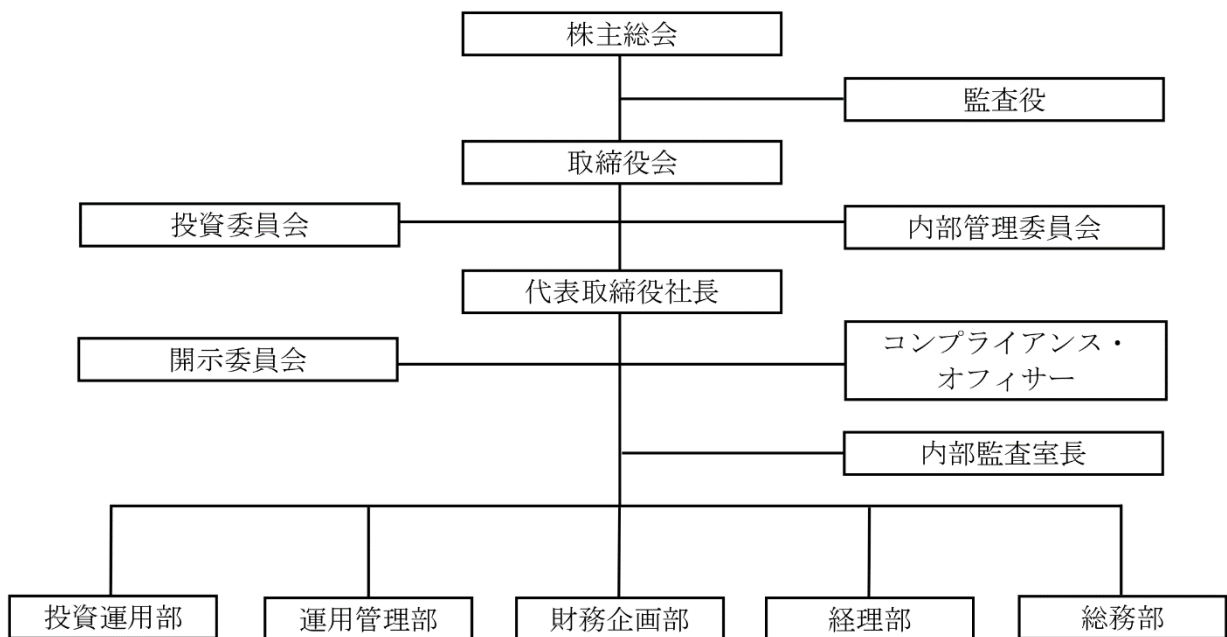 株主総会
監査役
取締役会
投資委員会
内部管理委員会
代表取締役社長
開示委員会
コンプライアンス・
オフィサー
内部監査室長
投資運用部
運用管理部
財務企画部
経理部
総務部